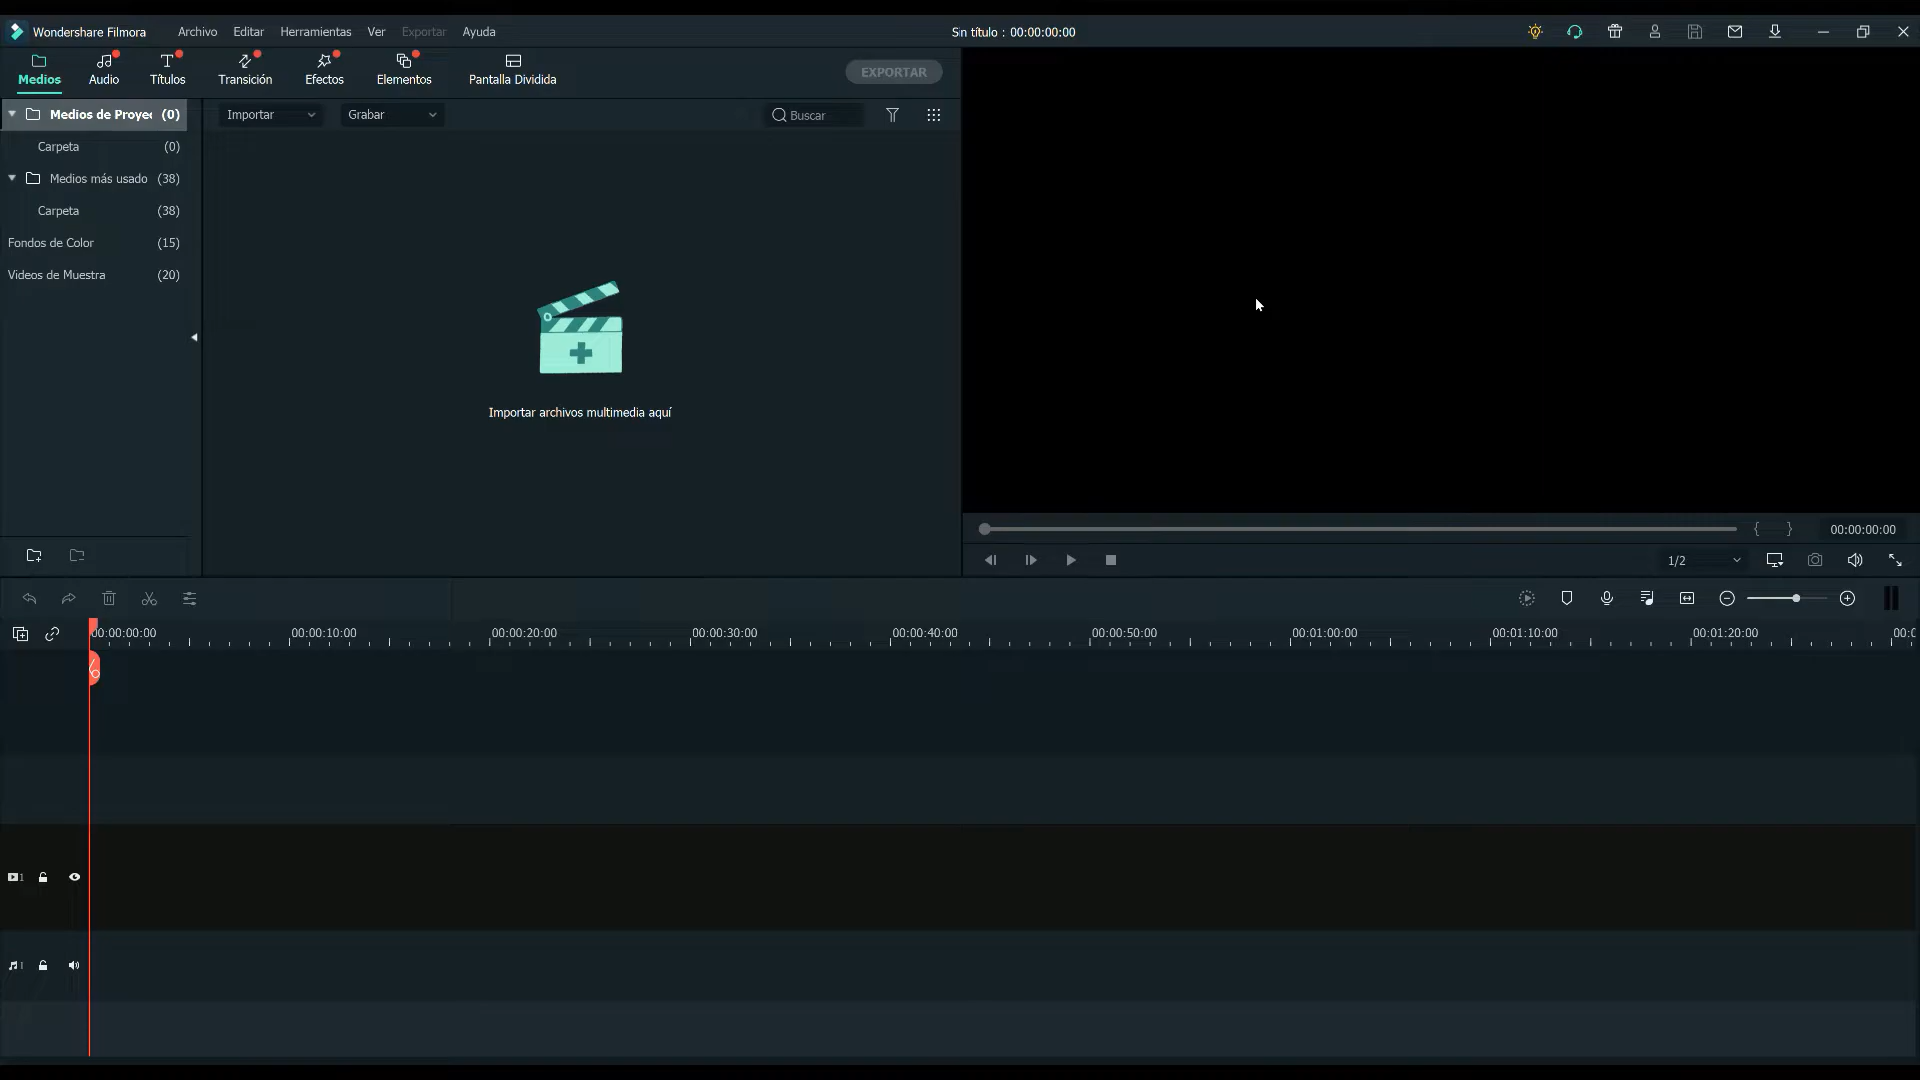 Wondershare Filmora Archivo Editar Herramientas Ver Exportar Ayuda Sin título : 00:00:00:00
Medios Audio Títulos Transición Efectos Elementos Pantalla Dividida EXPORTAR
Medios de Proyec (0) Importar Grabar Buscar
Carpeta (0)
Medios más usado (38)
Carpeta (38)
Fondos de Color (15)
Videos de Muestra (20)
Importar archivos multimedia aquí
{ } 00:00:00:00
1/2
00:00:00:00 00:00:10:00 00:00:20:00 00:00:30:00 00:00:40:00 00:00:50:00 00:01:00:00 00:01:10:00 00:01:20:00 00:0
1
1